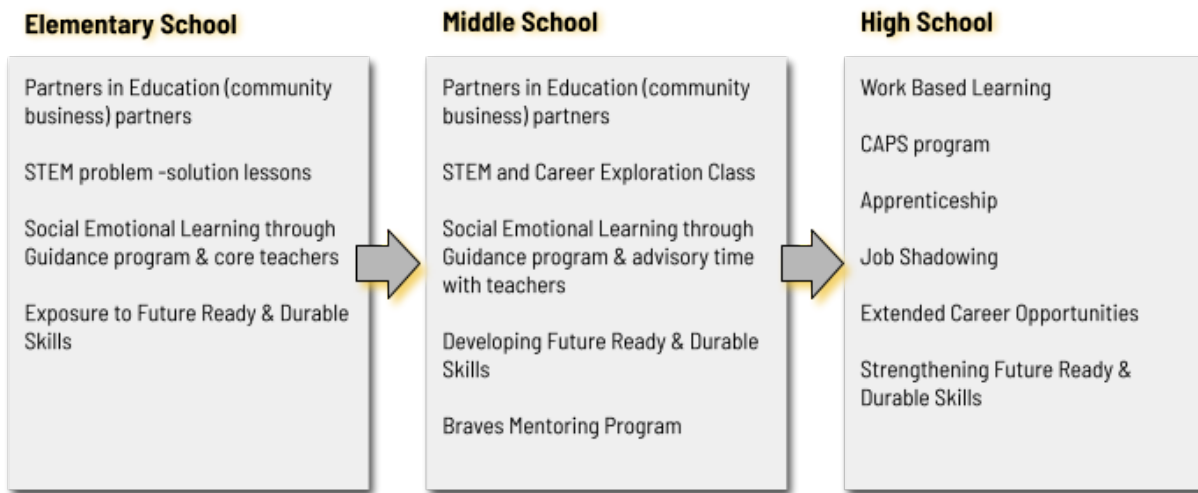 Elementary School
Partners in Education (community
business) partners
STEM problem -solution lessons
Social Emotional Learning through
Guidance program & core teachers
Exposure to Future Ready & Durable
Skills
Middle School
Partners in Education (community
business) partners
STEM and Career Exploration Class
Social Emotional Learning through
Guidance program & advisory time
with teachers
Developing Future Ready & Durable
Skills
Braves Mentoring Program
High School
Work Based Learning
CAPS program
Apprenticeship
Job Shadowing
Extended Career Opportunities
Strengthening Future Ready &
Durable Skills